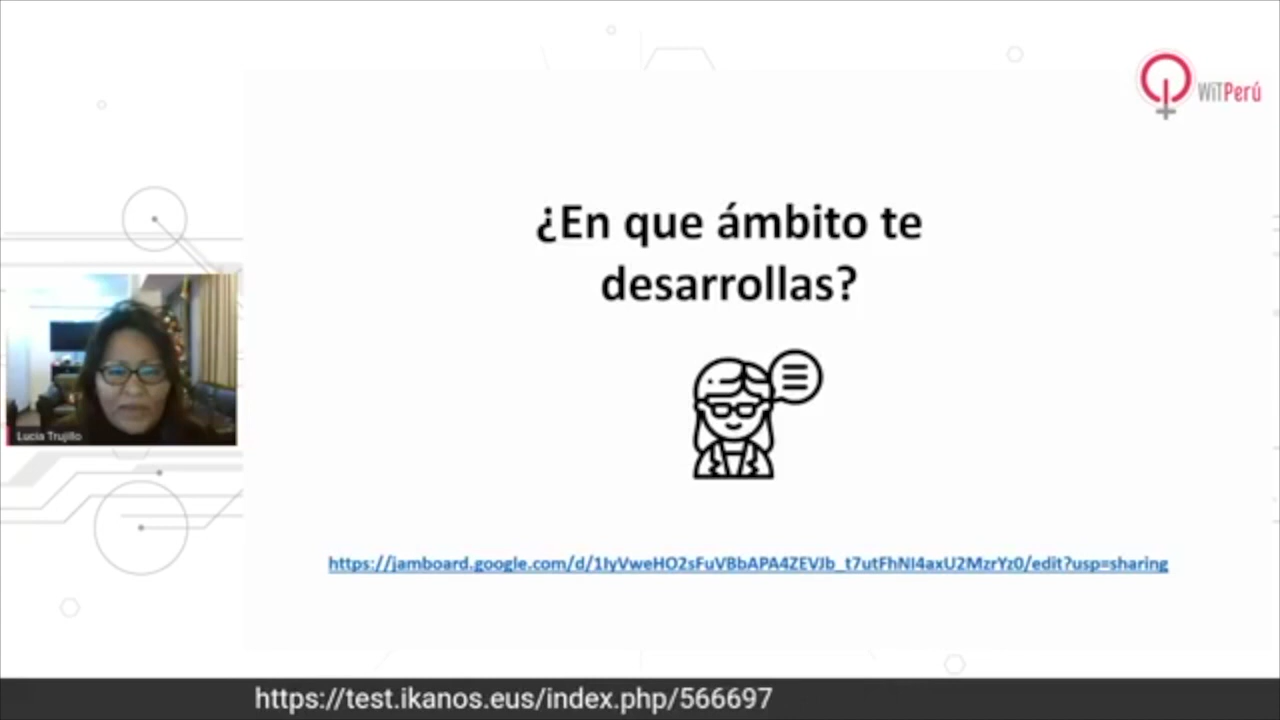 WiTPerú
¿En que ámbito te
desarrollas?
Lucia Trujillo
https://jamboard.google.com/d/1IyVweHO2sFuVBbAPA4ZEVJb_t7utFhNI4axU2MzrYz0/edit?usp=sharing
https://test.ikanos.eus/index.php/566697